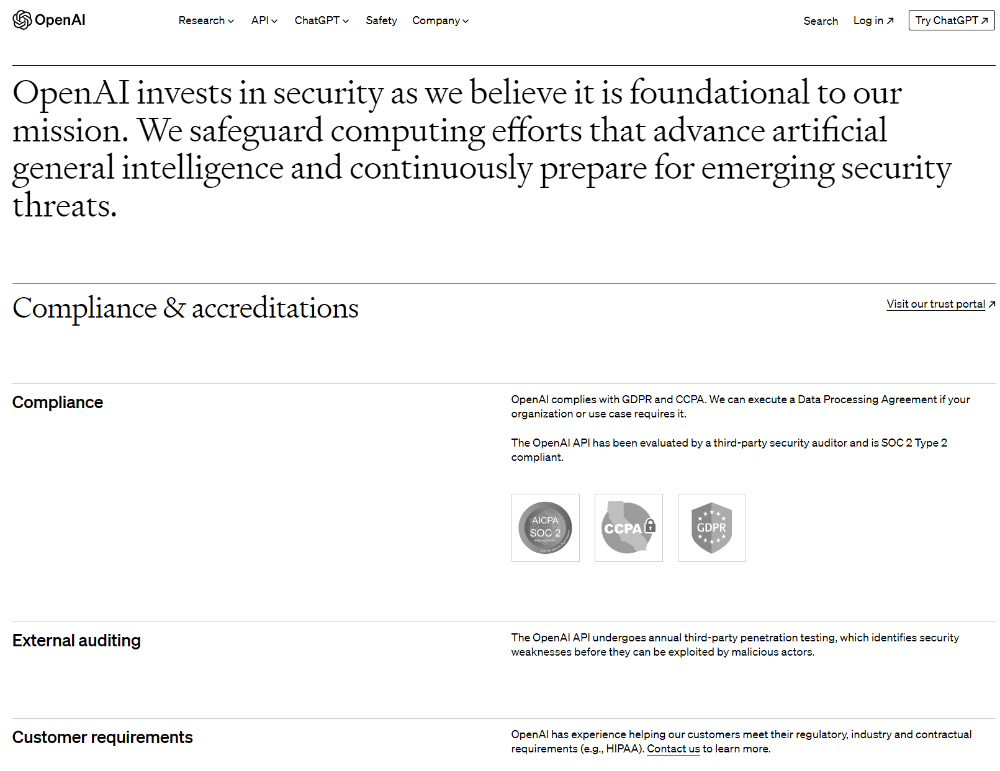 OpenAI
Research
API
ChatGPT
Safety
Company
Search
Log in
Try ChatGPT
OpenAI invests in security as we believe it is foundational to our
mission. We safeguard computing efforts that advance artificial
general intelligence and continuously prepare for emerging security
threats.
Compliance & accreditations
Visit our trust portal
Compliance
OpenAI complies with GDPR and CCPA. We can execute a Data Processing Agreement if your
organization or use case requires it.
The OpenAI API has been evaluated by a third-party security auditor and is SOC 2 Type 2
compliant.
AICPA
SOC 2
SOC for Service Organizations
CCPA
GDPR
External auditing
The OpenAI API undergoes annual third-party penetration testing, which identifies security
weaknesses before they can be exploited by malicious actors.
Customer requirements
OpenAI has experience helping our customers meet their regulatory, industry and contractual
requirements (e.g., HIPAA). Contact us to learn more.